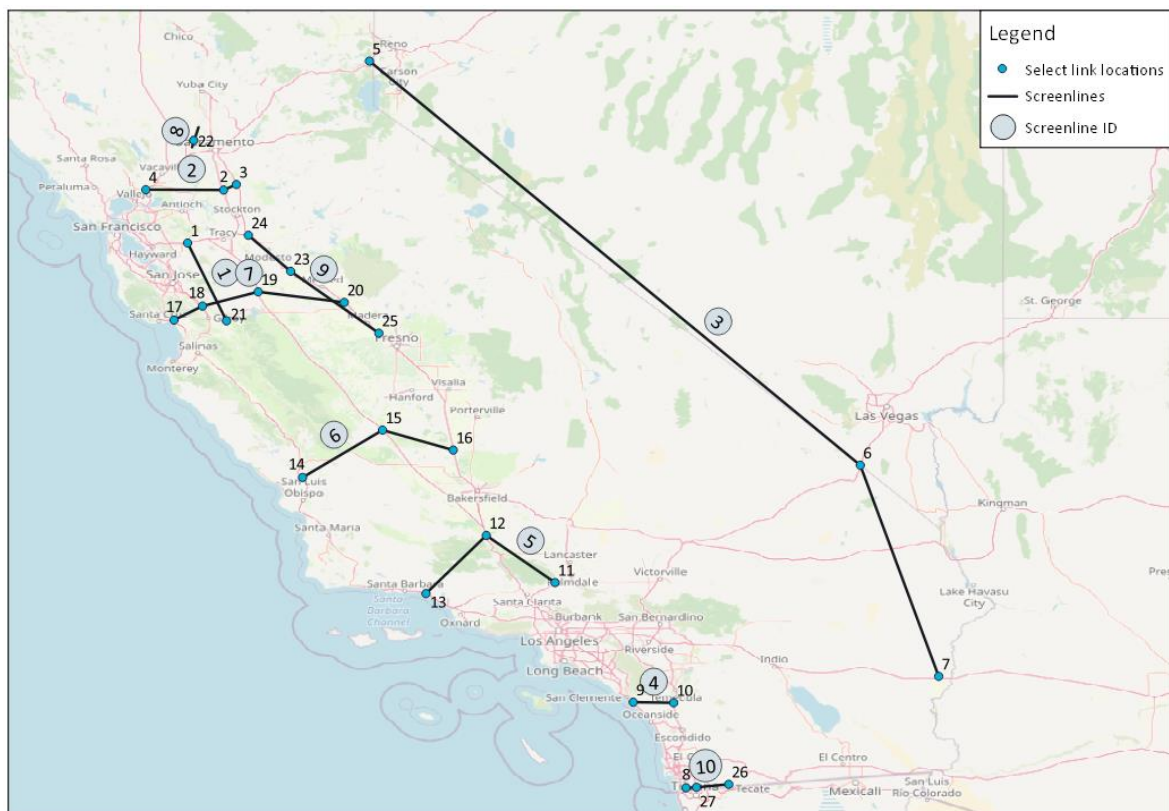 Legend
Select link locations
Screenlines
Screenline ID
Chico
5
Reno
Carson
City
Yuba City
8
22
Santa Rosa
Vacaville
2
4
2
3
Petaluma
Vallejo
Antioch
Stockton
San Francisco
1
Tracy
24
Hayward
Modesto
23
9
San Jose
1
7
19
20
17
18
21
Madera
25
Fresno
Salinas
Monterey
3
St. George
Visalia
Hanford
Porterville
Las Vegas
15
6
16
14
San Luis
Obispo
6
Bakersfield
Kingman
Santa Maria
12
5
Lancaster
11
Victorville
Santa Barbara
Santa
Barbara
Channel
13
Santa Clarita
Lake Havasu
City
Oxnard
Burbank
San Bernardino
Los Angeles
Riverside
Long Beach
Indio
7
4
San Clemente
9
10
Oceanside
Escondido
10
8
26
27
Tecate
El Centro
Mexicali
San Luis
Río Colorado